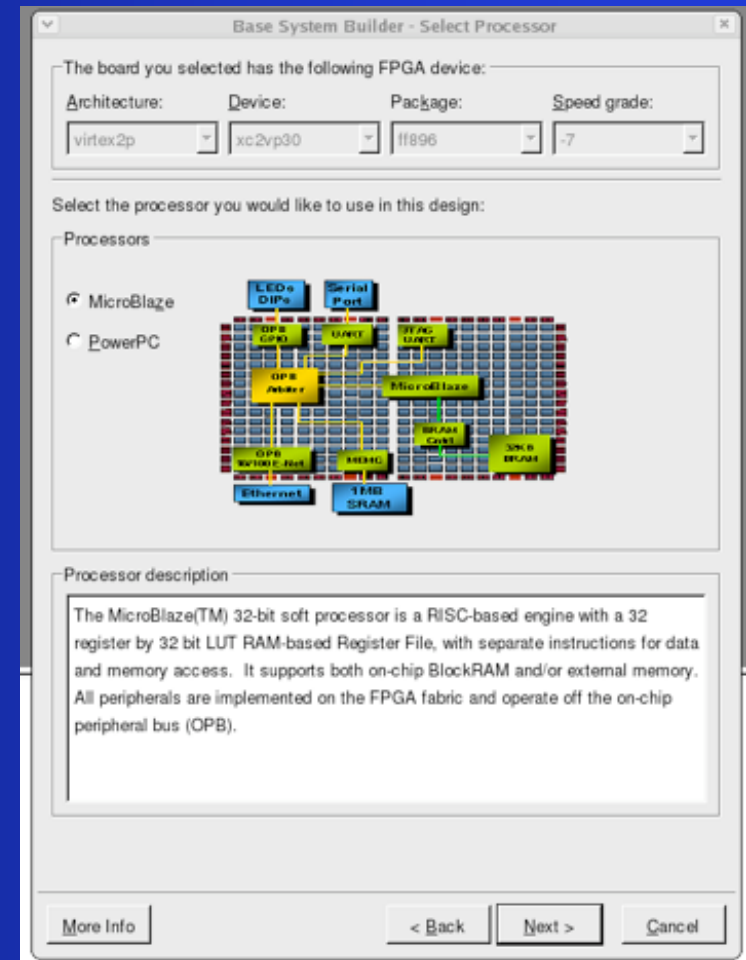 Base System Builder - Select Processor
The board you selected has the following FPGA device:
Architecture: Device: Package: Speed grade:
virtex2p xc2vp30 ff896 -7
Select the processor you would like to use in this design:
Processors
MicroBlaze
PowerPC
LEDs DIPs
Serial Port
OPB GPIO
UART
JTAG UART
OPB Arbiter
MicroBlaze
BRAM Cntrl
OPB 10/100 E-Net
32KB BRAM
Ethernet
1MB SRAM
Processor description
The MicroBlaze(TM) 32-bit soft processor is a RISC-based engine with a 32
register by 32 bit LUT RAM-based Register File, with separate instructions for data
and memory access. It supports both on-chip BlockRAM and/or external memory.
All peripherals are implemented on the FPGA fabric and operate off the on-chip
peripheral bus (OPB).
More Info < Back Next > Cancel